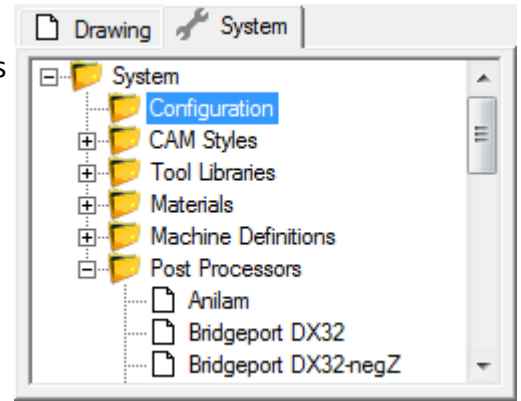 Drawing System
s
System
Configuration
CAM Styles
Tool Libraries
Materials
Machine Definitions
Post Processors
Anilam
Bridgeport DX32
Bridgeport DX32-negZ